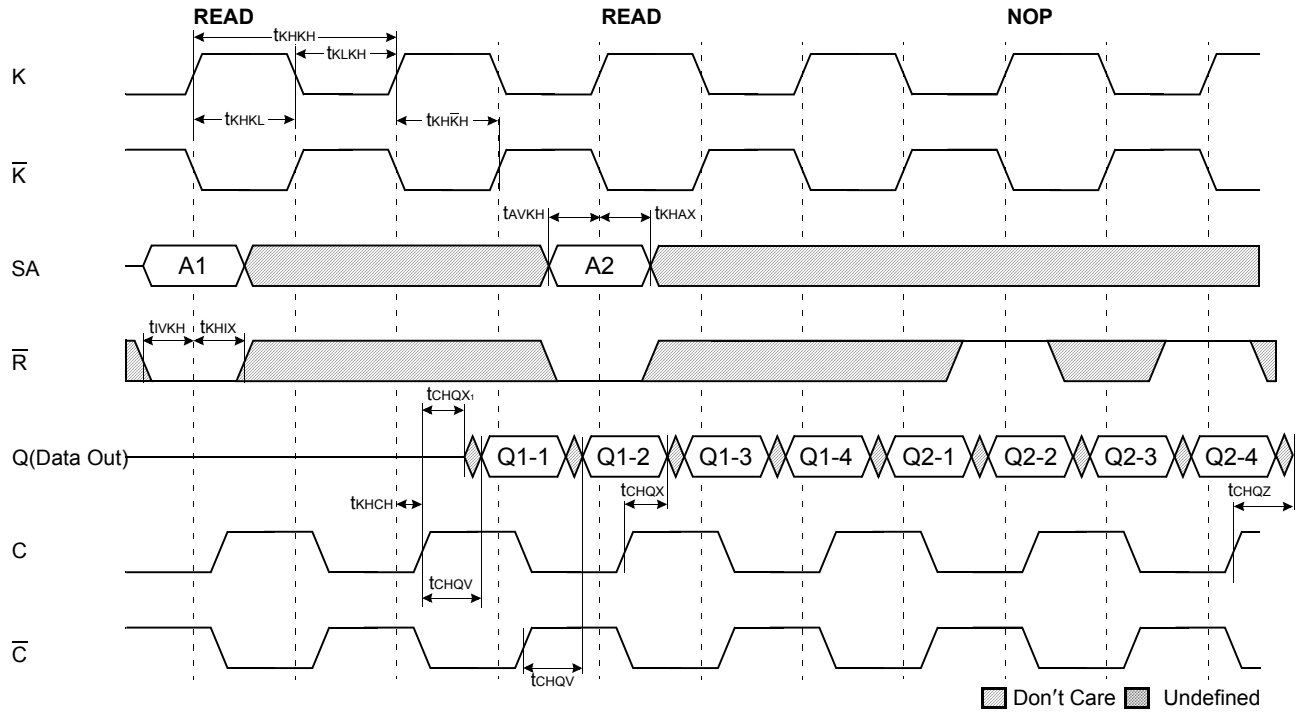 READ READ NOP
tKHKH
tKLKH
K
tKHKL tKHK̅H
K̅
tAVKH tKHAX
SA A1 A2
tIVKH tKHIX
R̅
tCHQX₁
Q(Data Out) Q1-1 Q1-2 Q1-3 Q1-4 Q2-1 Q2-2 Q2-3 Q2-4
tKHCH tCHQX tCHQZ
C
tCHQV
C̅
tCHQV
Don't Care Undefined